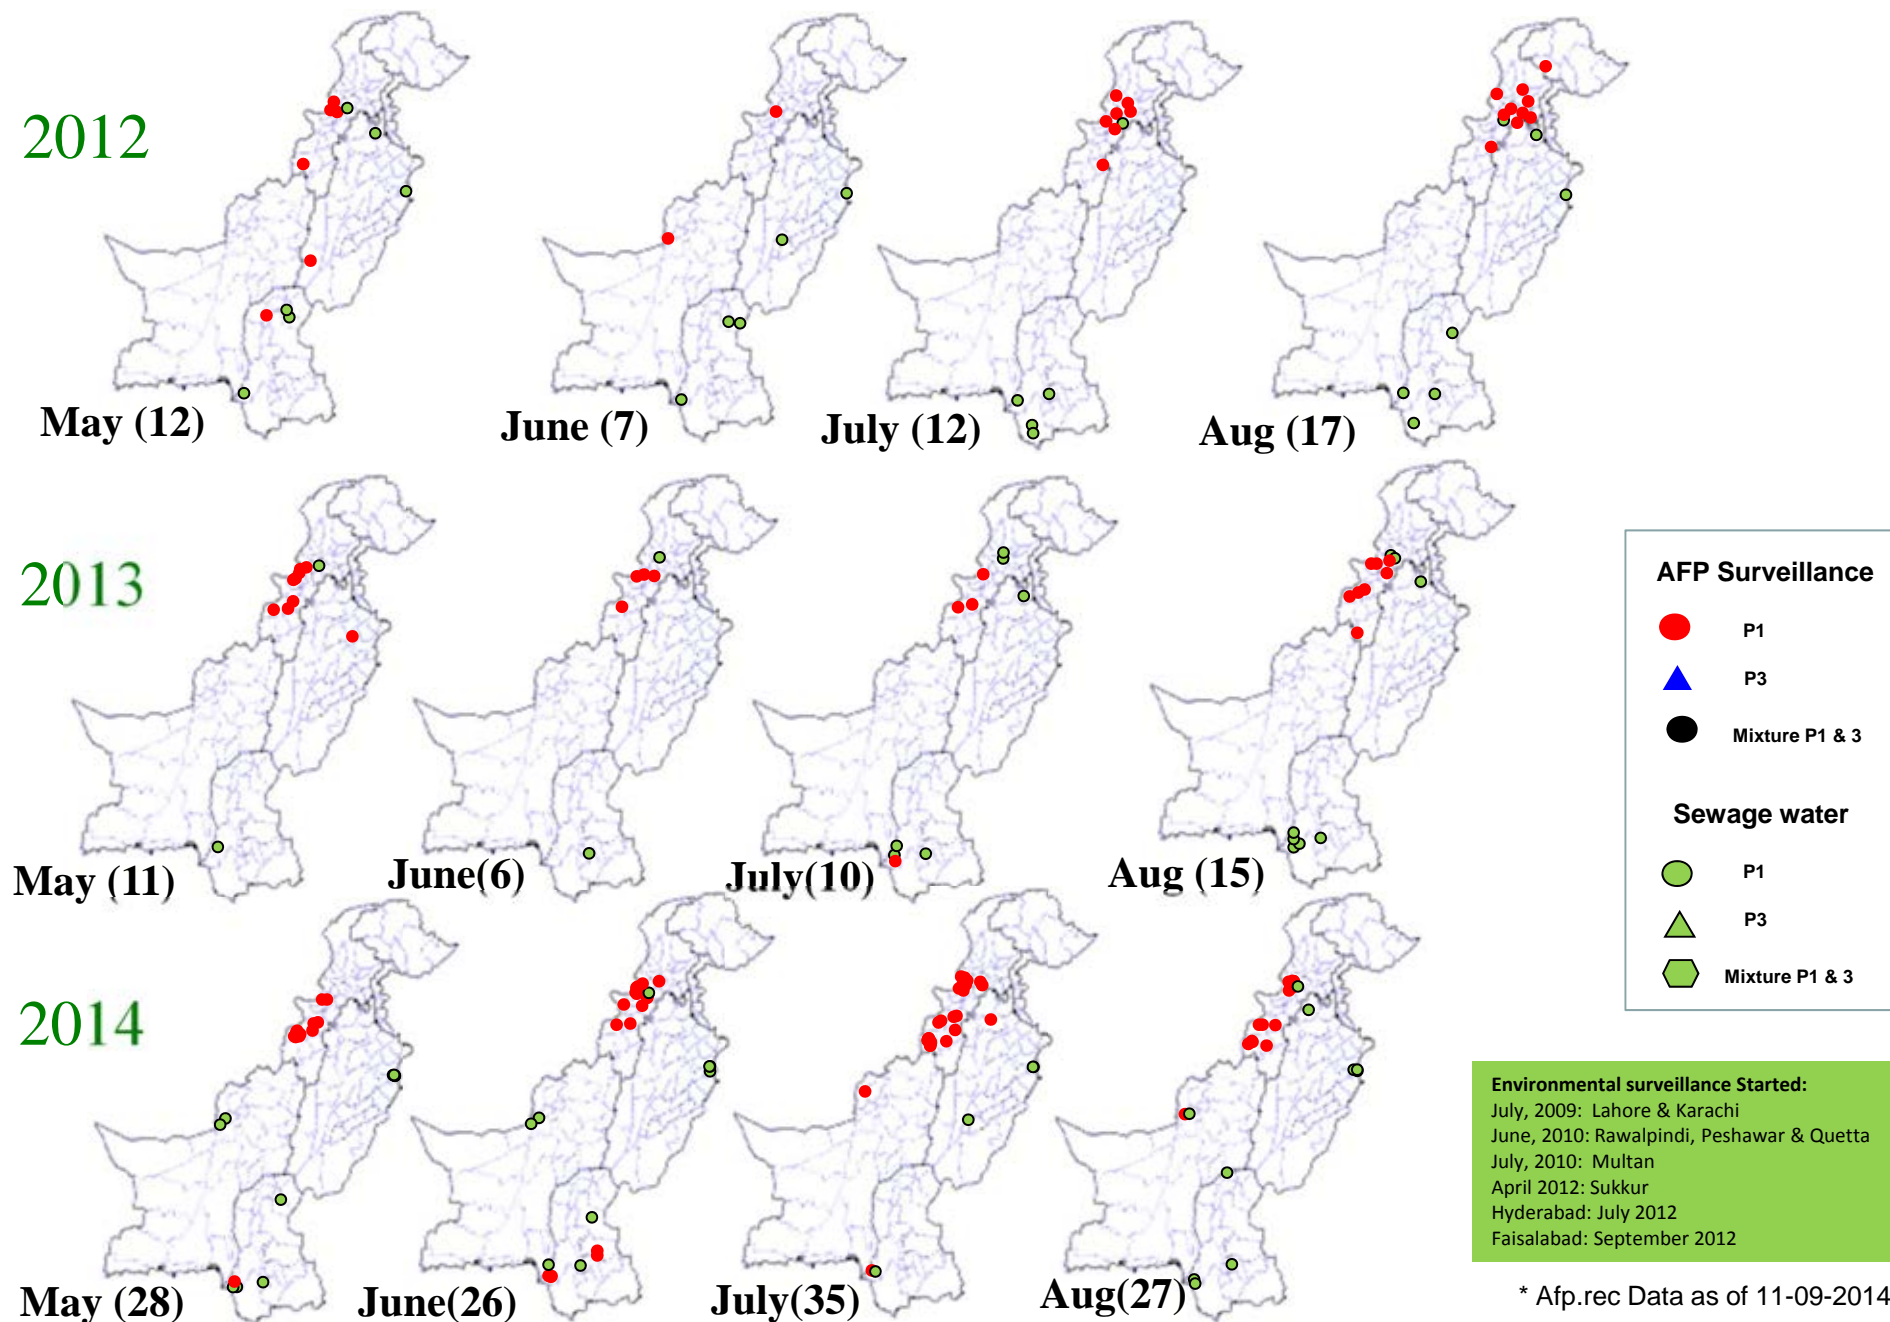 2012
May (12)
June (7)
July (12)
Aug (17)
2013
May (11)
June(6)
July(10)
Aug (15)
2014
May (28)
June(26)
July(35)
Aug(27)
AFP Surveillance
P1
P3
Mixture P1 & 3
Sewage water
P1
P3
Mixture P1 & 3
Environmental surveillance Started:
July, 2009: Lahore & Karachi
June, 2010: Rawalpindi, Peshawar & Quetta
July, 2010: Multan
April 2012: Sukkur
Hyderabad: July 2012
Faisalabad: September 2012
* Afp.rec Data as of 11-09-2014